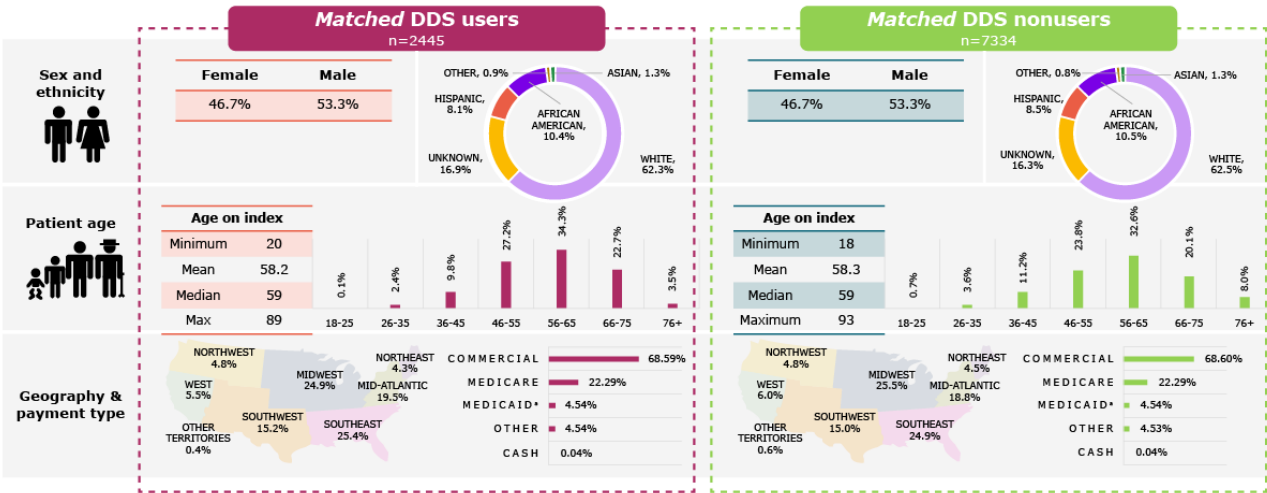 Matched DDS users
n=2445
Matched DDS nonusers
n=7334
Sex and
ethnicity
Female Male
46.7% 53.3%
OTHER, 0.9%
ASIAN, 1.3%
HISPANIC,
8.1%
AFRICAN
AMERICAN,
10.4%
UNKNOWN,
16.9%
WHITE,
62.3%
Female Male
46.7% 53.3%
OTHER, 0.8%
ASIAN, 1.3%
HISPANIC,
8.5%
AFRICAN
AMERICAN,
10.5%
UNKNOWN,
16.3%
WHITE,
62.5%
Patient age
Age on index
Minimum 20
Mean 58.2
Median 59
Max 89
0.1% 2.4% 9.8% 27.2% 34.3% 22.7% 3.5%
18-25 26-35 36-45 46-55 56-65 66-75 76+
Age on index
Minimum 18
Mean 58.3
Median 59
Maximum 93
0.7% 3.6% 11.2% 23.8% 32.6% 20.1% 8.0%
18-25 26-35 36-45 46-55 56-65 66-75 76+
Geography &
payment type
NORTHWEST
4.8%
MIDWEST
24.9%
NORTHEAST
4.3%
WEST
5.5%
MID-ATLANTIC
19.5%
SOUTHWEST
15.2%
SOUTHEAST
25.4%
OTHER
TERRITORIES
0.4%
COMMERCIAL 68.59%
MEDICARE 22.29%
MEDICAIDᵃ 4.54%
OTHER 4.54%
CASH 0.04%
NORTHWEST
4.8%
MIDWEST
25.5%
NORTHEAST
4.5%
WEST
6.0%
MID-ATLANTIC
18.8%
SOUTHWEST
15.0%
SOUTHEAST
24.9%
OTHER
TERRITORIES
0.6%
COMMERCIAL 68.60%
MEDICARE 22.29%
MEDICAIDᵃ 4.54%
OTHER 4.53%
CASH 0.04%